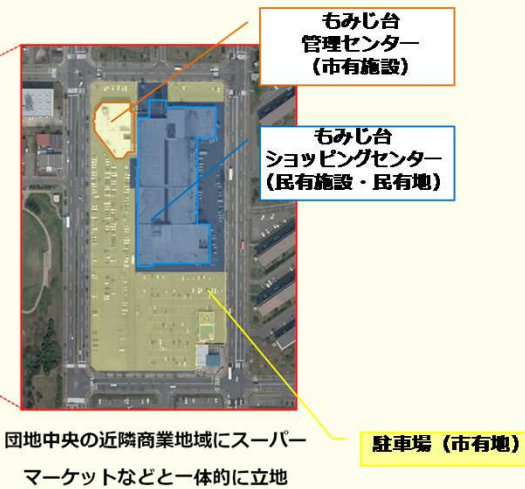 もみじ台
管理センター
（市有施設）
もみじ台
ショッピングセンター
（民有施設・民有地）
団地中央の近隣商業地域にスーパー
マーケットなどと一体的に立地
駐車場（市有地）